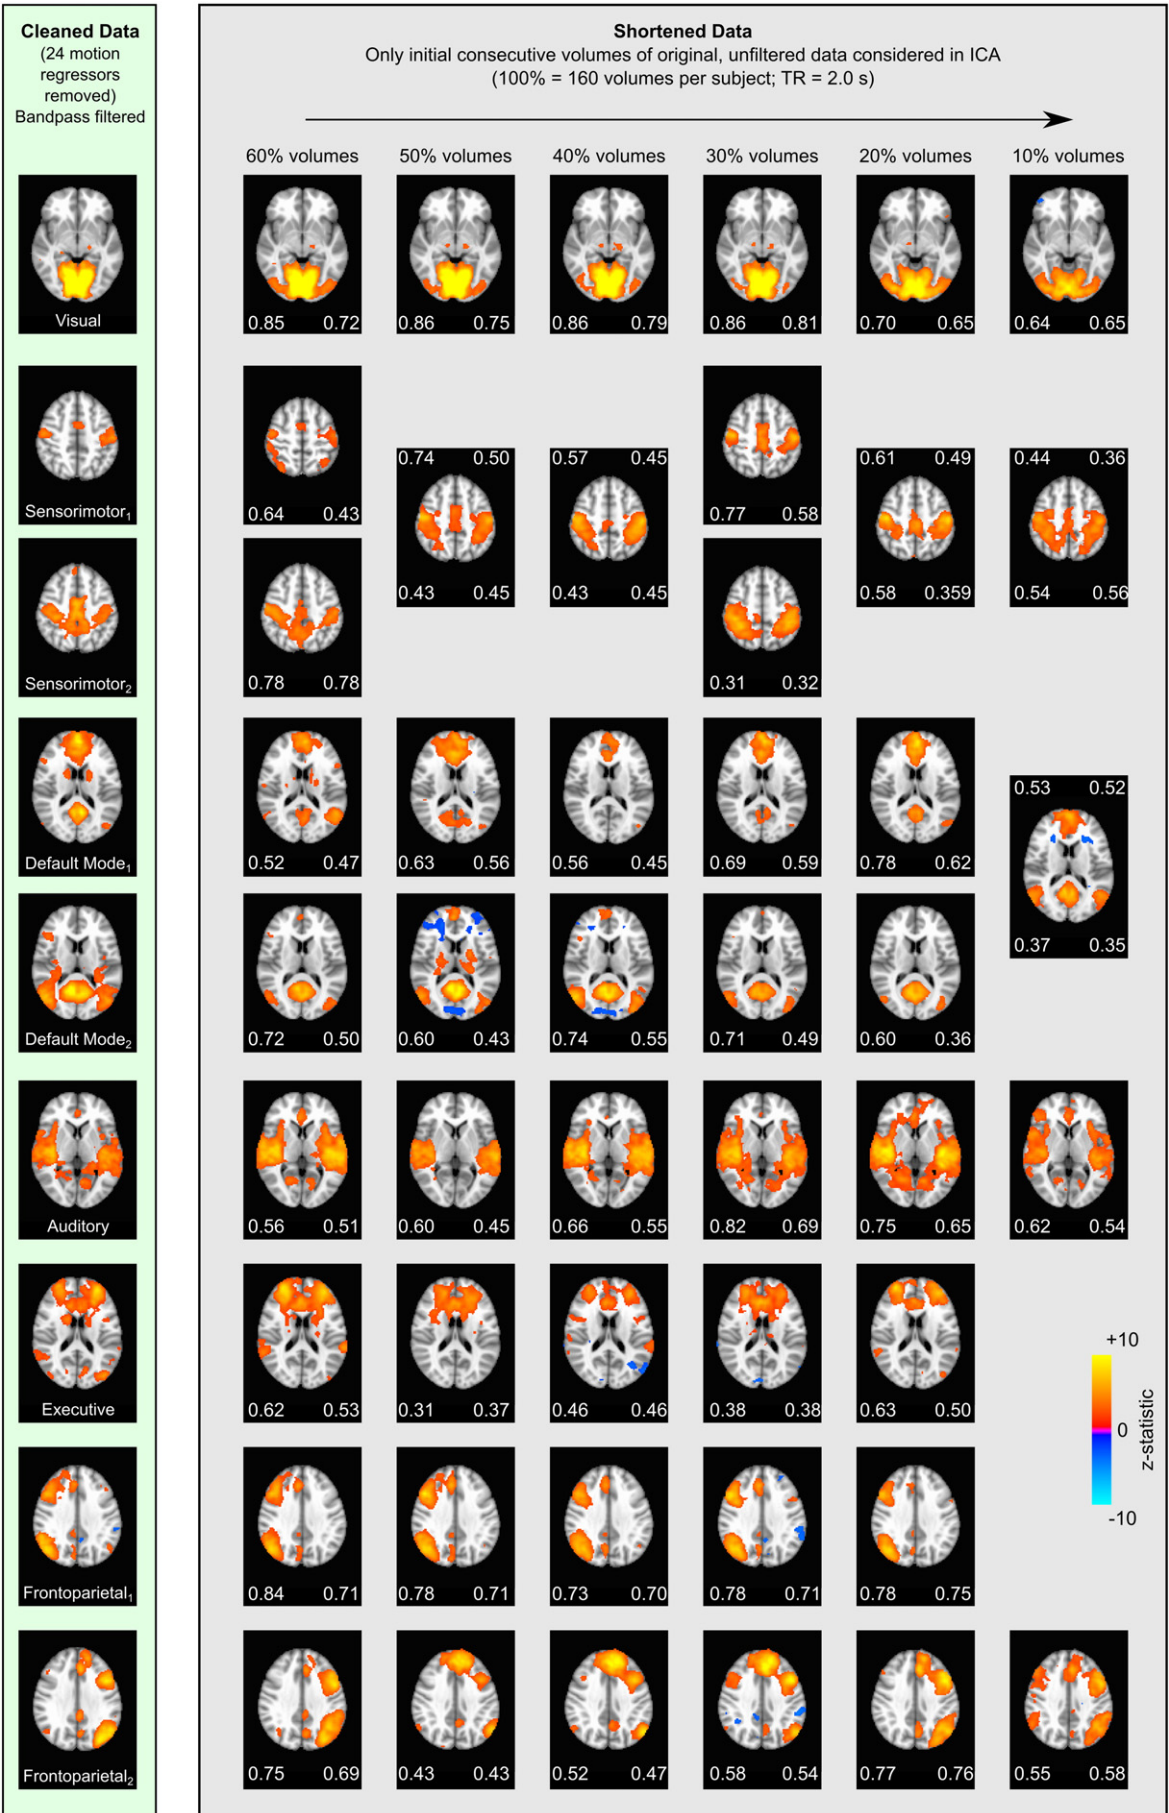 Cleaned Data
(24 motion
regressors
removed)
Bandpass filtered
Shortened Data
Only initial consecutive volumes of original, unfiltered data considered in ICA
(100% = 160 volumes per subject; TR = 2.0 s)
60% volumes 50% volumes 40% volumes 30% volumes 20% volumes 10% volumes
Visual 0.85 0.72 0.86 0.75 0.86 0.79 0.86 0.81 0.70 0.65 0.64 0.65
0.74 0.50 0.57 0.45 0.61 0.49 0.44 0.36
Sensorimotor1 0.64 0.43 0.77 0.58
0.43 0.45 0.43 0.45 0.58 0.359 0.54 0.56
Sensorimotor2 0.78 0.78 0.31 0.32
0.53 0.52
Default Mode1 0.52 0.47 0.63 0.56 0.56 0.45 0.69 0.59 0.78 0.62
0.37 0.35
Default Mode2 0.72 0.50 0.60 0.43 0.74 0.55 0.71 0.49 0.60 0.36
Auditory 0.56 0.51 0.60 0.45 0.66 0.55 0.82 0.69 0.75 0.65 0.62 0.54
Executive 0.62 0.53 0.31 0.37 0.46 0.46 0.38 0.38 0.63 0.50
+10
0
-10
z-statistic
Frontoparietal1 0.84 0.71 0.78 0.71 0.73 0.70 0.78 0.71 0.78 0.75
Frontoparietal2 0.75 0.69 0.43 0.43 0.52 0.47 0.58 0.54 0.77 0.76 0.55 0.58